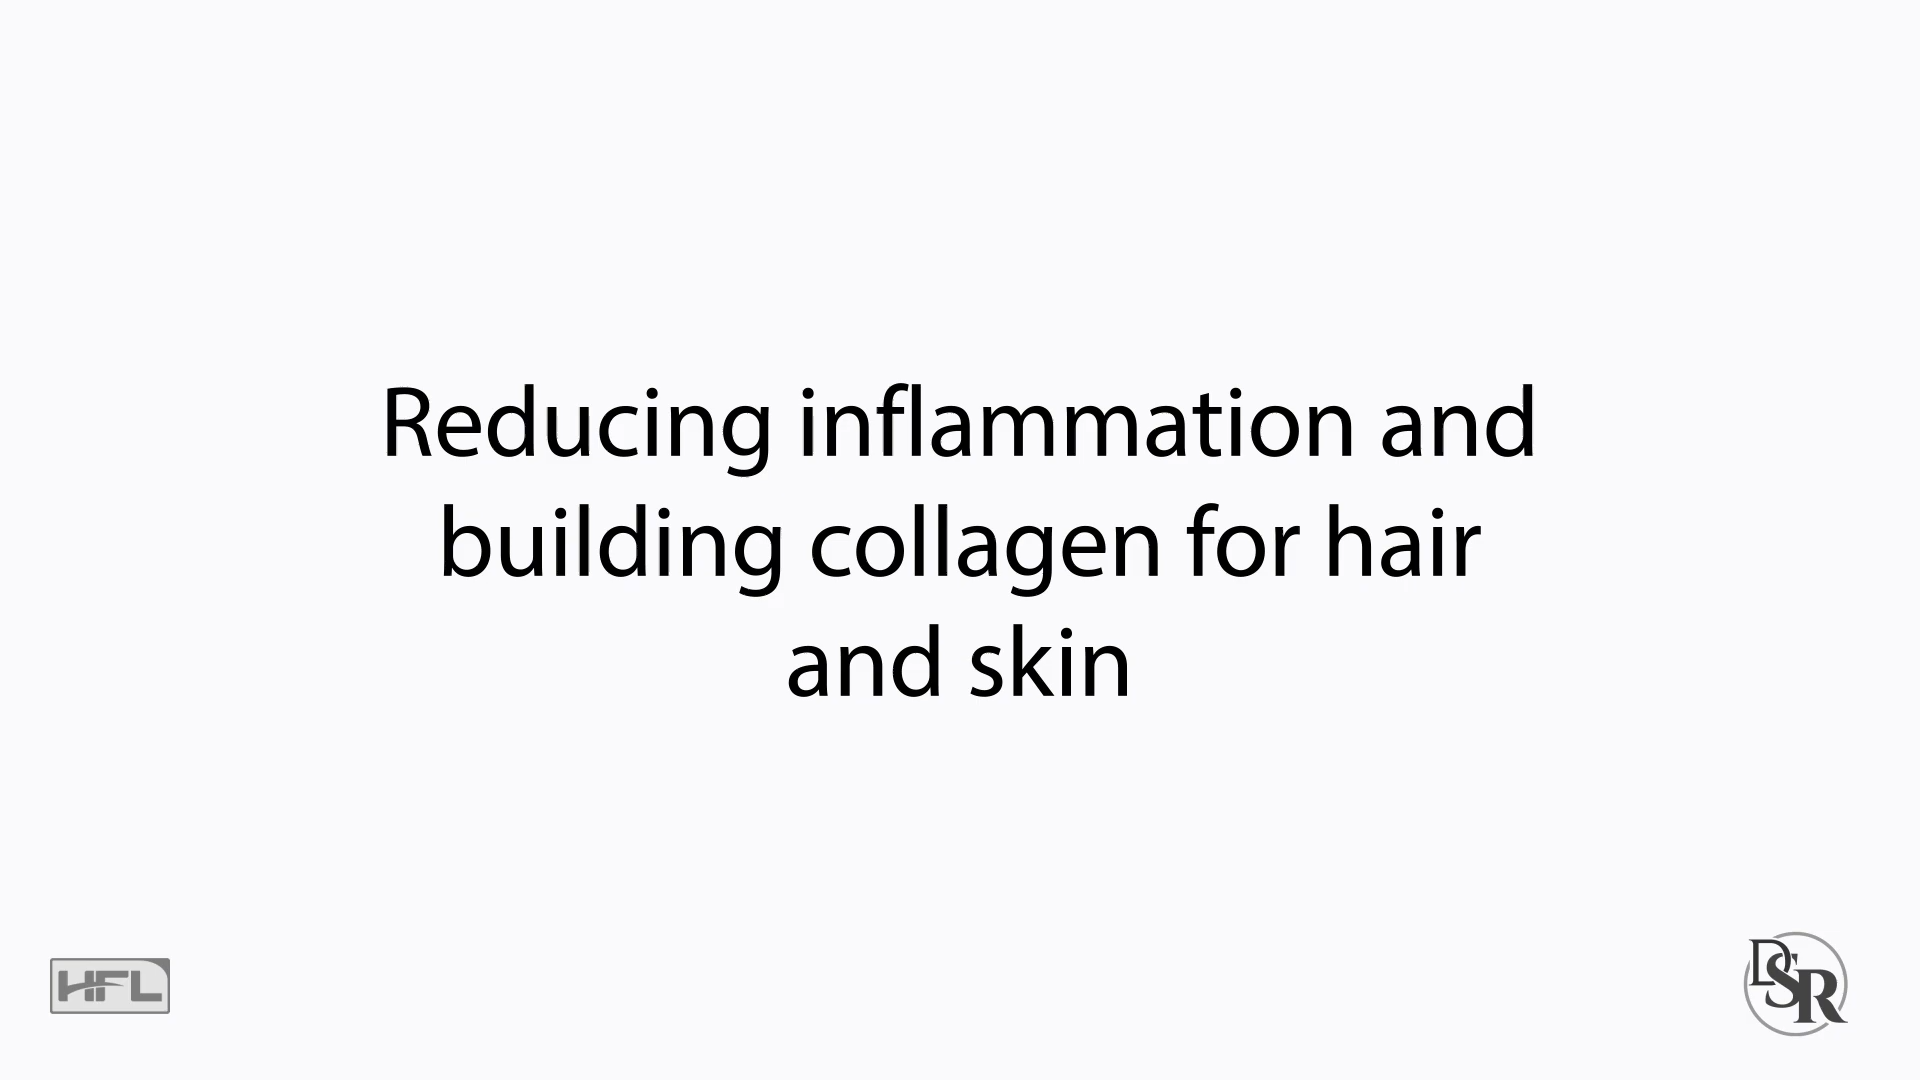 Reducing inflammation and
building collagen for hair
and skin
HFL
DSR